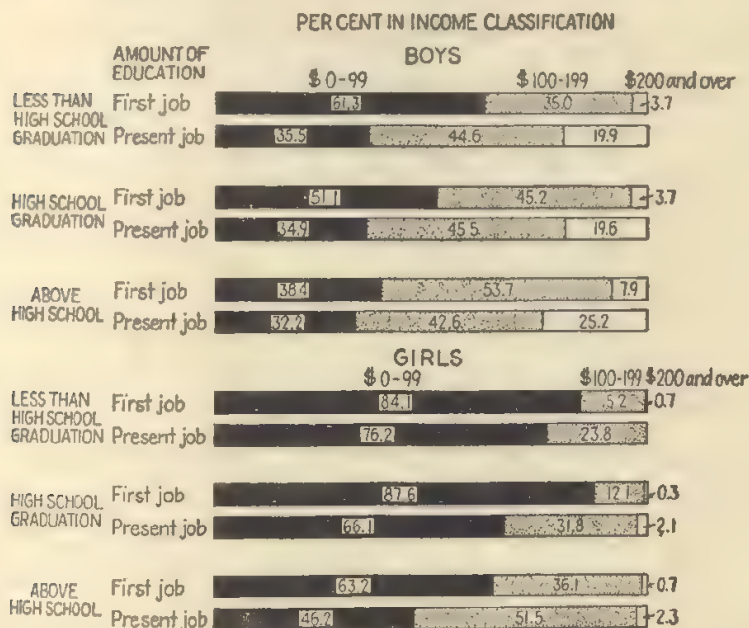 PER CENT IN INCOME CLASSIFICATION
AMOUNT OF EDUCATION
BOYS
$0-99 $100-199 $200 and over
LESS THAN HIGH SCHOOL GRADUATION
First job 61.3 35.0 3.7
Present job 35.5 44.6 19.9
HIGH SCHOOL GRADUATION
First job 51.1 45.2 3.7
Present job 34.9 45.5 19.6
ABOVE HIGH SCHOOL
First job 38.4 53.7 7.9
Present job 32.2 42.6 25.2
GIRLS
$0-99 $100-199 $200 and over
LESS THAN HIGH SCHOOL GRADUATION
First job 84.1 5.2 0.7
Present job 76.2 23.8
HIGH SCHOOL GRADUATION
First job 87.6 12.1 0.3
Present job 66.1 31.8 2.1
ABOVE HIGH SCHOOL
First job 63.2 36.1 0.7
Present job 46.2 51.5 2.3